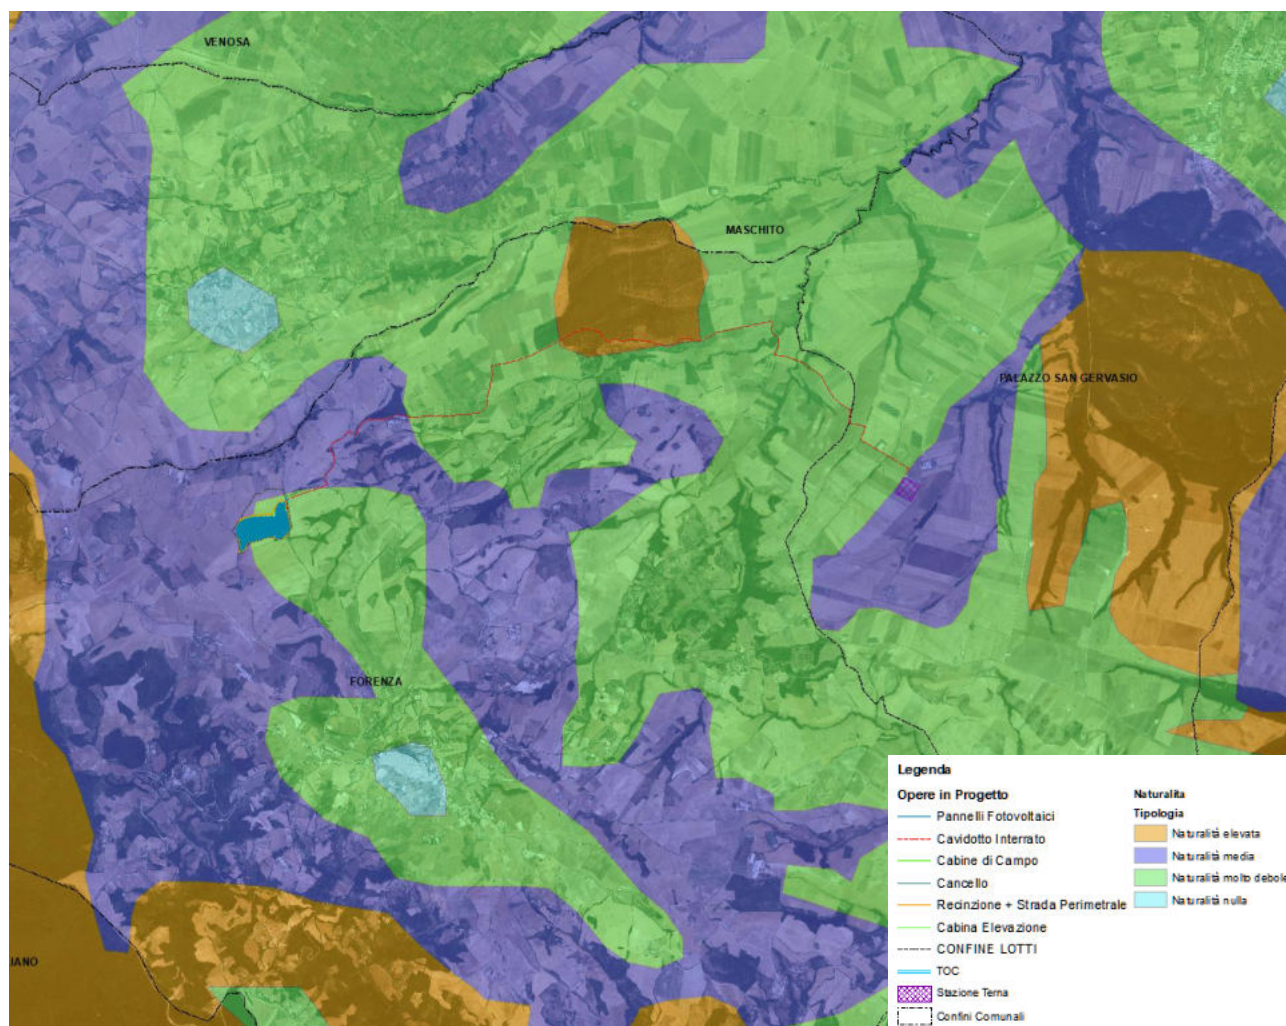 VENOSA
MASCHITO
PALAZZO SAN GERVASIO
FORENZA
IANO
Legenda
Opere in Progetto
Pannelli Fotovoltaici
Cavidotto Interrato
Cabine di Campo
Cancello
Recinzione + Strada Perimetrale
Cabina Elevazione
CONFINE LOTTI
TOC
Stazione Terna
Confini Comunali
Naturalita
Tipologia
Naturalità elevata
Naturalità media
Naturalità molto debole
Naturalità nulla